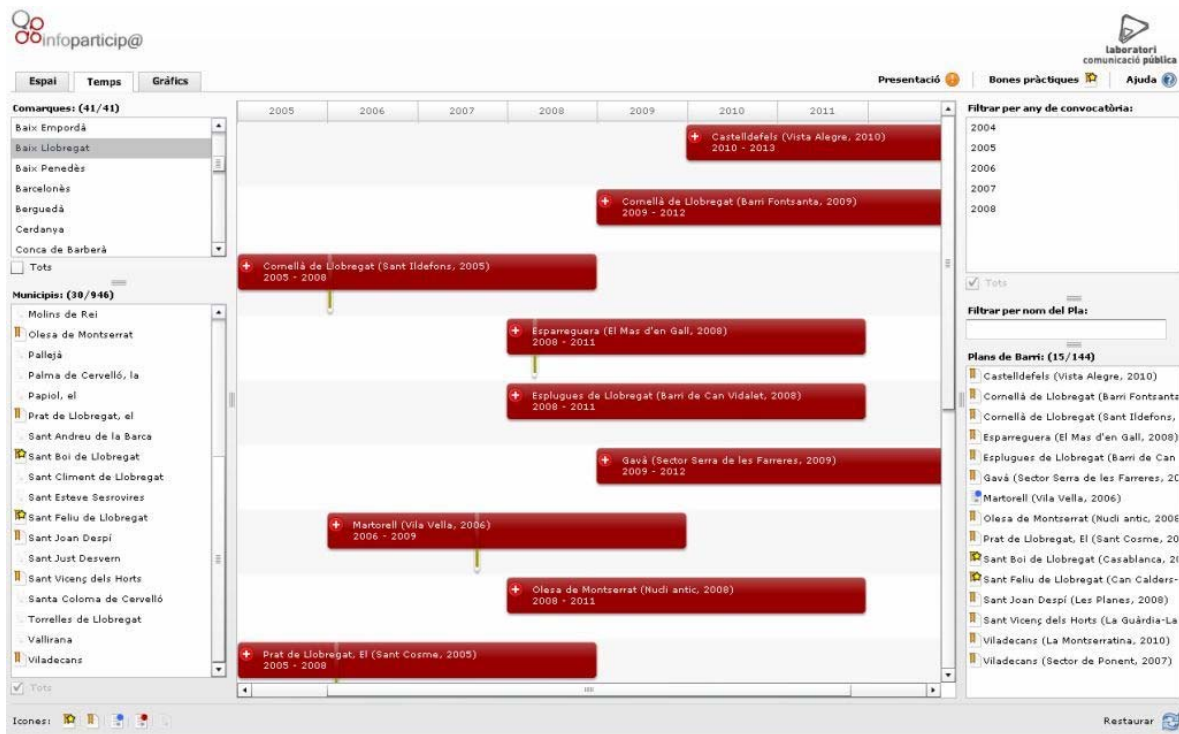 infoparticip@
laboratori
comunicació pública
Espai
Temps
Gráfics
Presentació
Bones pràctiques
Ajuda
Comarques: (41/41)
Baix Empordà
Baix Llobregat
Baix Penedès
Barcelonès
Berguedà
Cerdanya
Conca de Barberà
Tots
Municipis: (30/946)
Molins de Rei
Olesa de Montserrat
Pallejà
Palma de Cervelló, la
Papiol, el
Prat de Llobregat, el
Sant Andreu de la Barca
Sant Boi de Llobregat
Sant Climent de Llobregat
Sant Esteve Sesrovires
Sant Feliu de Llobregat
Sant Joan Despí
Sant Just Desvern
Sant Vicenç dels Horts
Santa Coloma de Cervelló
Torrelles de Llobregat
Vallirana
Viladecans
Tots
2005 2006 2007 2008 2009 2010 2011
Castelldefels (Vista Alegre, 2010)
2010 - 2013
Cornellà de Llobregat (Barri Fontsanta, 2009)
2009 - 2012
Cornellà de Llobregat (Sant Ildefons, 2005)
2005 - 2008
Esparreguera (El Mas d'en Gall, 2008)
2008 - 2011
Esplugues de Llobregat (Barri de Can Vidalet, 2008)
2008 - 2011
Gavà (Sector Serra de les Farreres, 2009)
2009 - 2012
Martorell (Vila Vella, 2006)
2006 - 2009
Olesa de Montserrat (Nucli antic, 2008)
2008 - 2011
Prat de Llobregat, El (Sant Cosme, 2005)
2005 - 2008
Filtrar per any de convocatòria:
2004
2005
2006
2007
2008
Tots
Filtrar per nom del Pla:
Plans de Barri: (15/144)
Castelldefels (Vista Alegre, 2010)
Cornellà de Llobregat (Barri Fontsanta
Cornellà de Llobregat (Sant Ildefons,
Esparreguera (El Mas d'en Gall, 2008)
Esplugues de Llobregat (Barri de Can
Gavà (Sector Serra de les Farreres, 20
Martorell (Vila Vella, 2006)
Olesa de Montserrat (Nucli antic, 2008
Prat de Llobregat, El (Sant Cosme, 20
Sant Boi de Llobregat (Casablanca, 20
Sant Feliu de Llobregat (Can Calders-
Sant Joan Despí (Les Planes, 2008)
Sant Vicenç dels Horts (La Guàrdia-La
Viladecans (La Montserratina, 2010)
Viladecans (Sector de Ponent, 2007)
Icones:
Restaurar